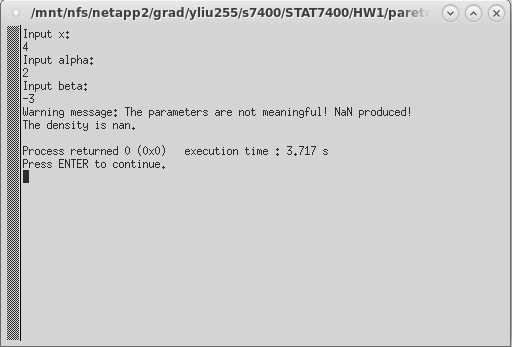 /mnt/nfs/netapp2/grad/yliu255/s7400/STAT7400/HW1/paret
Input x:
4
Input alpha:
2
Input beta:
-3
Warning message: The parameters are not meaningful! NaN produced!
The density is nan.
Process returned 0 (0x0)   execution time : 3.717 s
Press ENTER to continue.